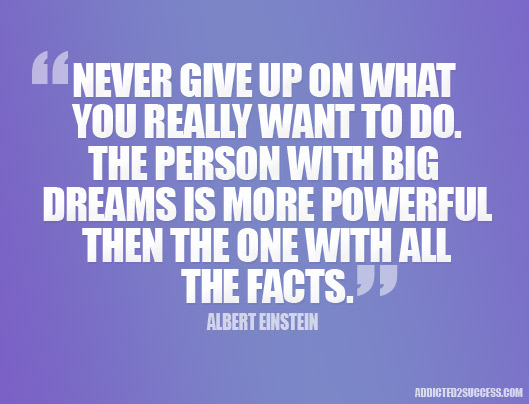 “NEVER GIVE UP ON WHAT
YOU REALLY WANT TO DO.
THE PERSON WITH BIG
DREAMS IS MORE POWERFUL
THEN THE ONE WITH ALL
THE FACTS.”
ALBERT EINSTEIN
ADDICTED2SUCCESS.COM